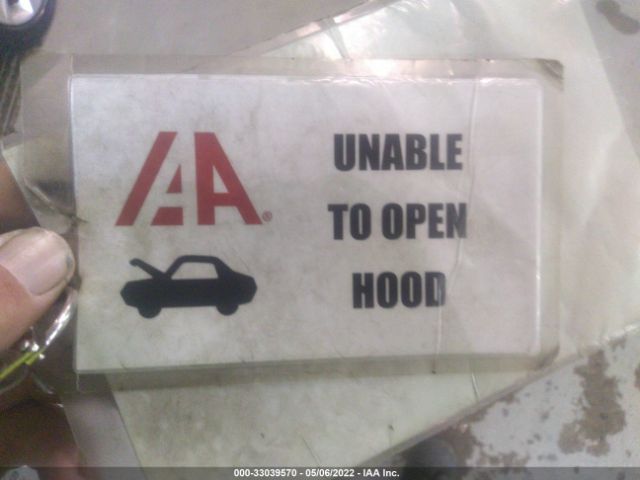 IAA®
UNABLE
TO OPEN
HOOD
000-33039570 - 05/06/2022 - IAA Inc.